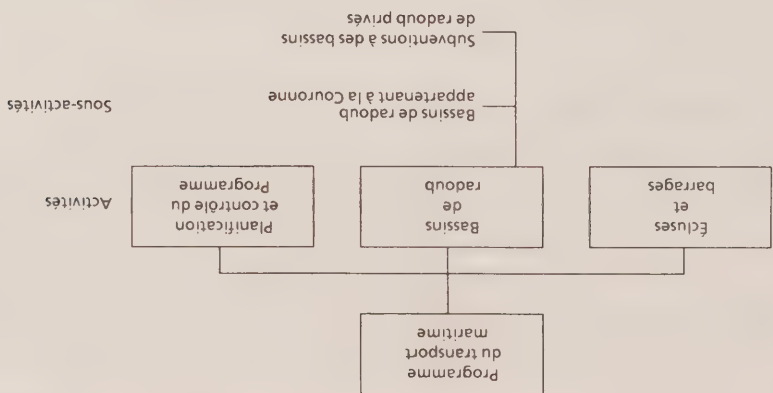 Programme
du transport
maritime
Activités
Planification
et contrôle du
Programme
Bassins
de
radoub
Écluses
et
barrages
Sous-activités
Bassins de radoub
appartenant à la Couronne
Subventions à des bassins
de radoub privés